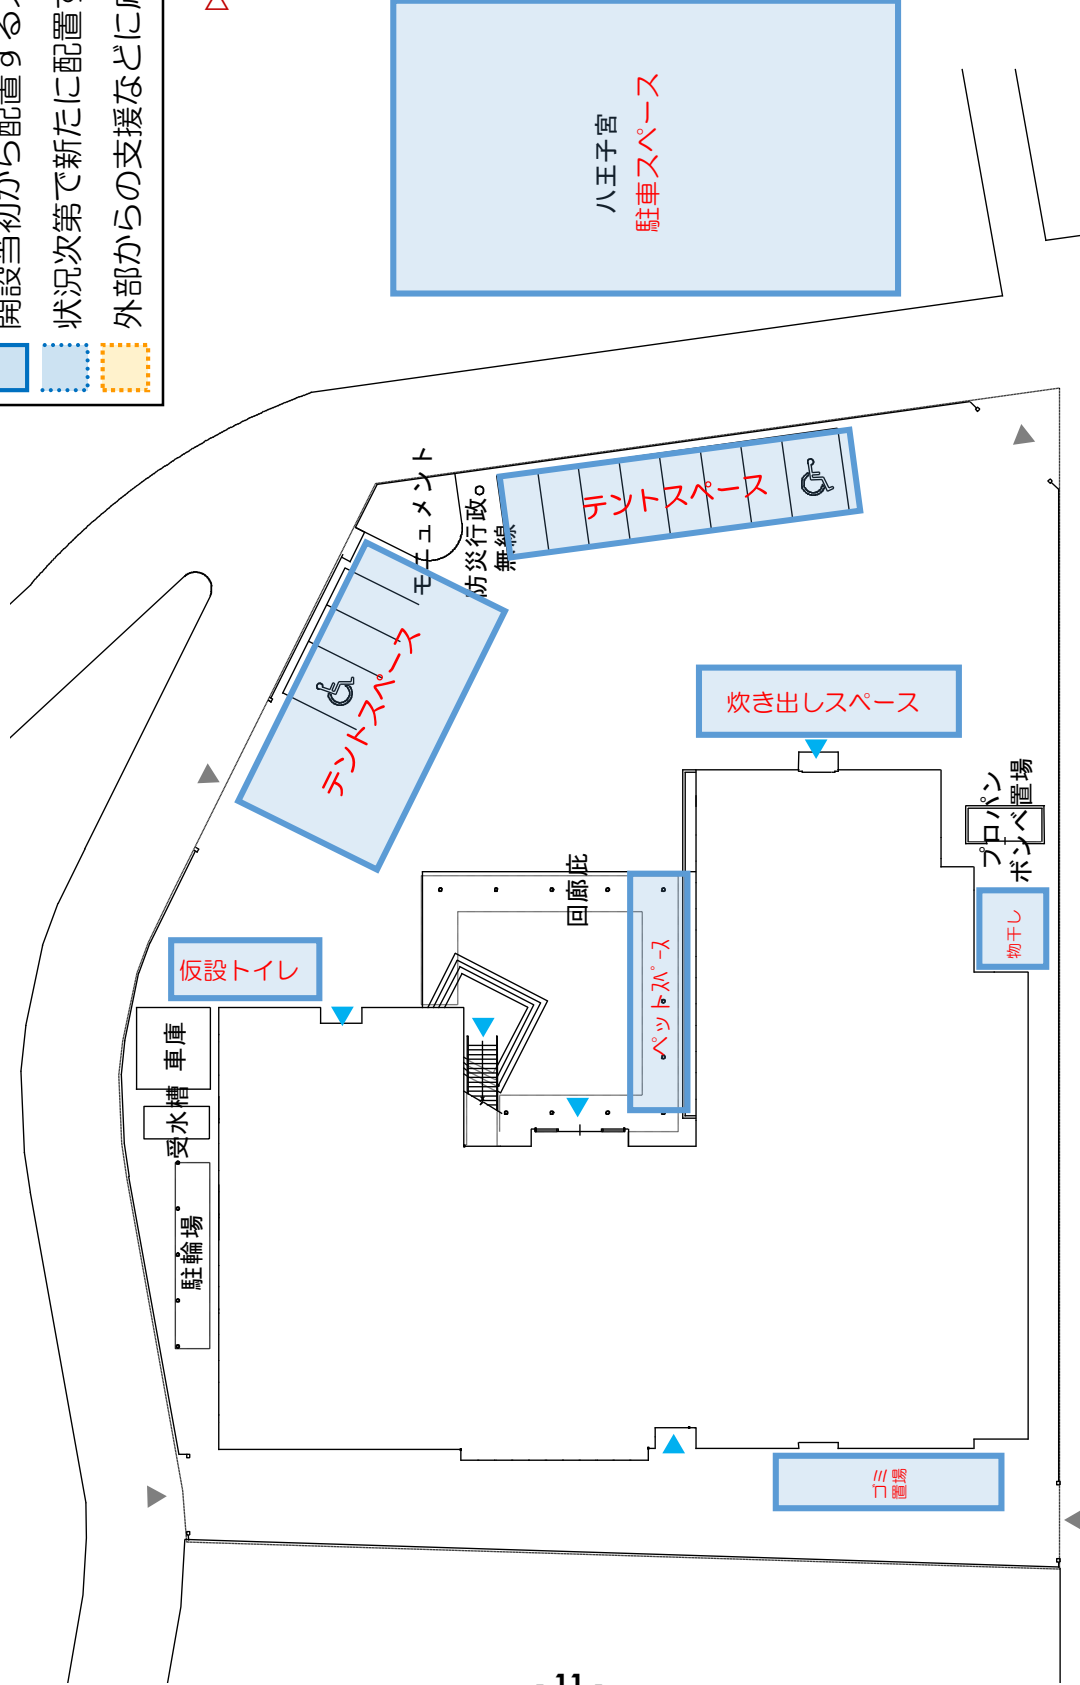 開設当初から配置する
状況次第で新たに配置す
外部からの支援などに
八王子宮
駐車スペース
モニュメント
防災行政
無線
テントスペース
テントスペース
炊き出しスペース
プロパン
ボンベ置場
物干し
回廊庇
ペットスペース
仮設トイレ
車庫
受水槽
駐輪場
ゴミ
置場
- 11 -